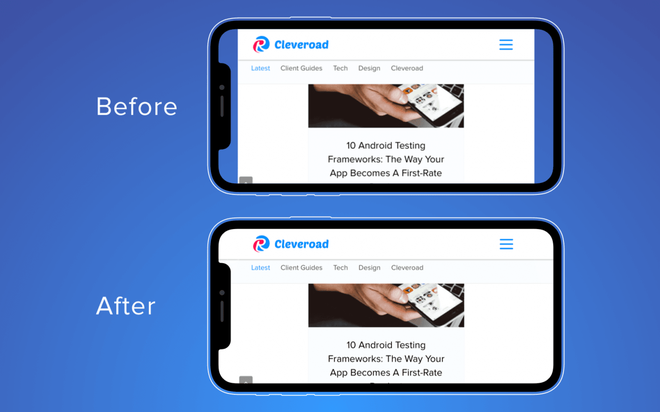 Before
Cleveroad
Latest Client Guides Tech Design Cleveroad
10 Android Testing
Frameworks: The Way Your
App Becomes A First-Rate
After
Cleveroad
Latest Client Guides Tech Design Cleveroad
10 Android Testing
Frameworks: The Way Your
App Becomes A First-Rate